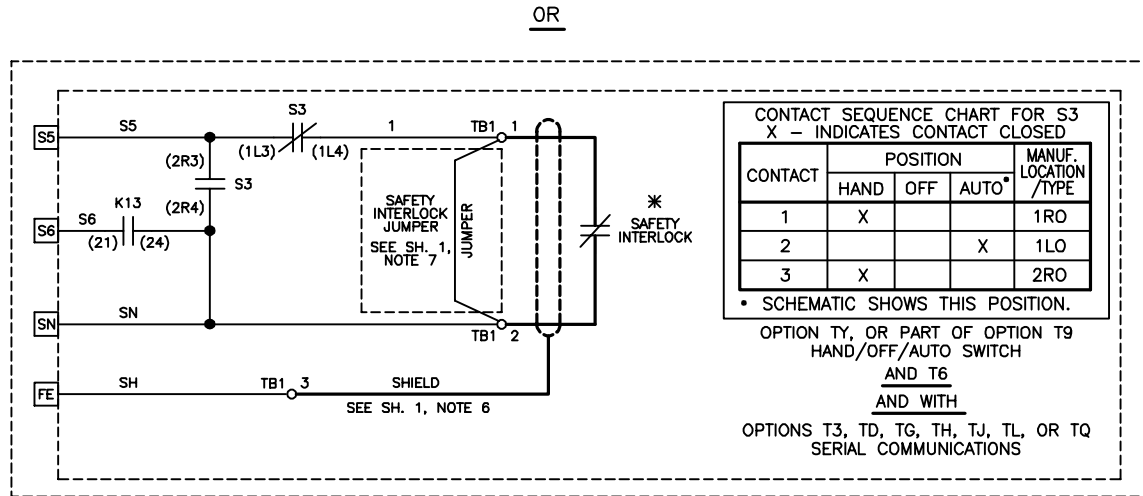 OR
S5
S5
S3
(1L3)
(1L4)
1
TB1
1
(2R3)
S3
(2R4)
K13
S6
S6
(21)
(24)
SAFETY
INTERLOCK
JUMPER
SEE SH. 1,
NOTE 7
JUMPER
*
SAFETY
INTERLOCK
SN
SN
TB1
2
FE
SH
TB1
3
SHIELD
SEE SH. 1, NOTE 6
CONTACT SEQUENCE CHART FOR S3
X – INDICATES CONTACT CLOSED
CONTACT
POSITION
MANUF.
LOCATION
/TYPE
HAND OFF AUTO•
1 X 1RO
2 X 1LO
3 X 2RO
• SCHEMATIC SHOWS THIS POSITION.
OPTION TY, OR PART OF OPTION T9
HAND/OFF/AUTO SWITCH
AND T6
AND WITH
OPTIONS T3, TD, TG, TH, TJ, TL, OR TQ
SERIAL COMMUNICATIONS